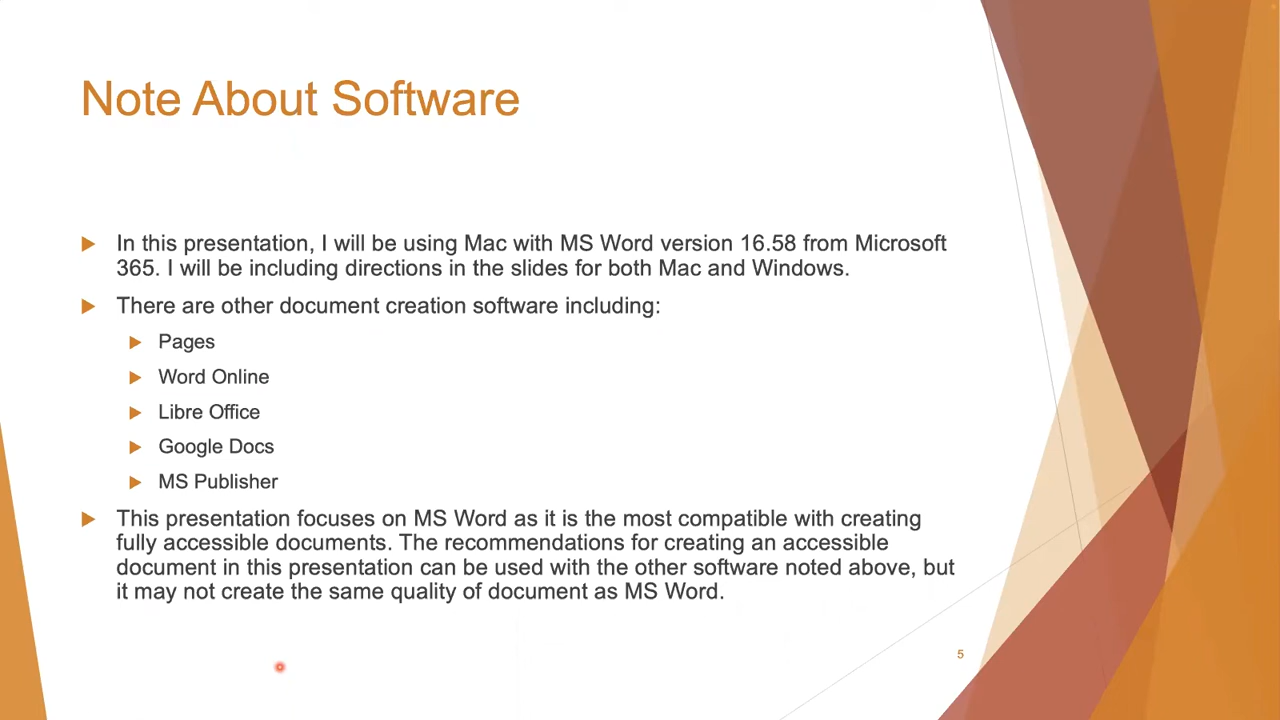 Note About Software
In this presentation, I will be using Mac with MS Word version 16.58 from Microsoft
365. I will be including directions in the slides for both Mac and Windows.
There are other document creation software including:
Pages
Word Online
Libre Office
Google Docs
MS Publisher
This presentation focuses on MS Word as it is the most compatible with creating
fully accessible documents. The recommendations for creating an accessible
document in this presentation can be used with the other software noted above, but
it may not create the same quality of document as MS Word.
5